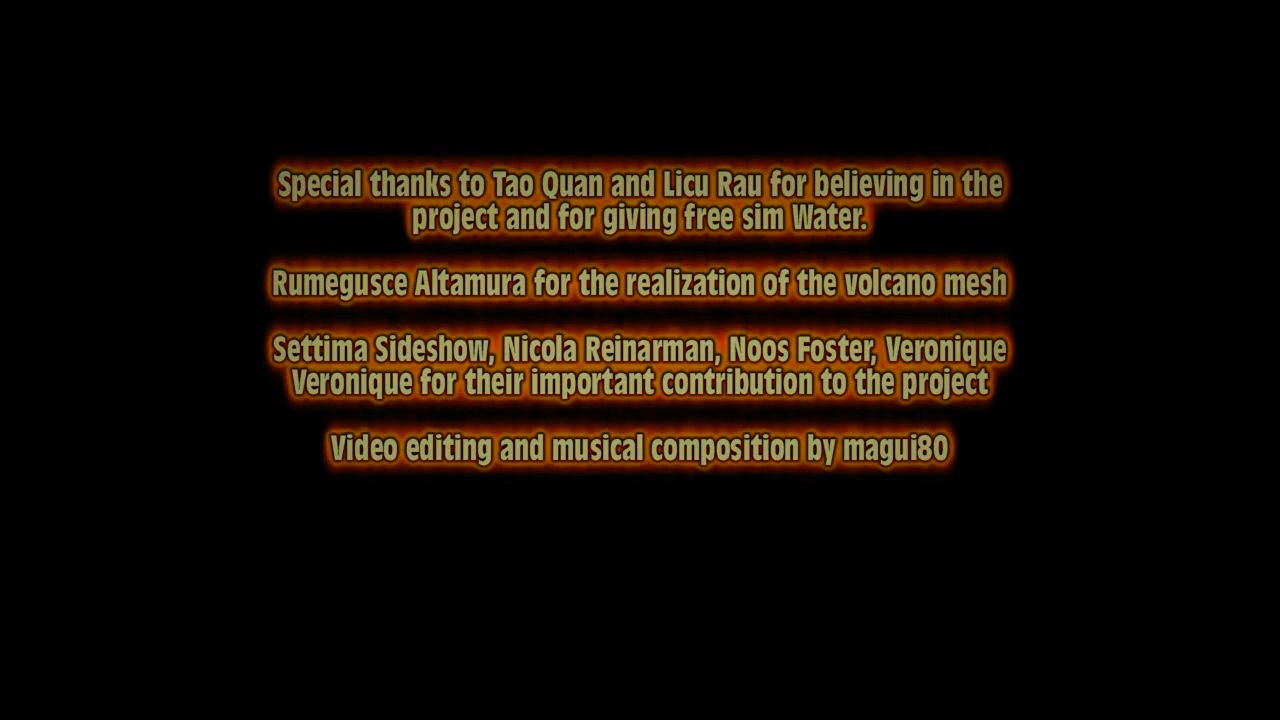 Special thanks to Tao Quan and Licu Rau for believing in the
project and for giving free sim Water.
Rumegusce Altamura for the realization of the volcano mesh
Settima Sideshow, Nicola Reinarman, Noos Foster, Veronique
Veronique for their important contribution to the project
Video editing and musical composition by magui80